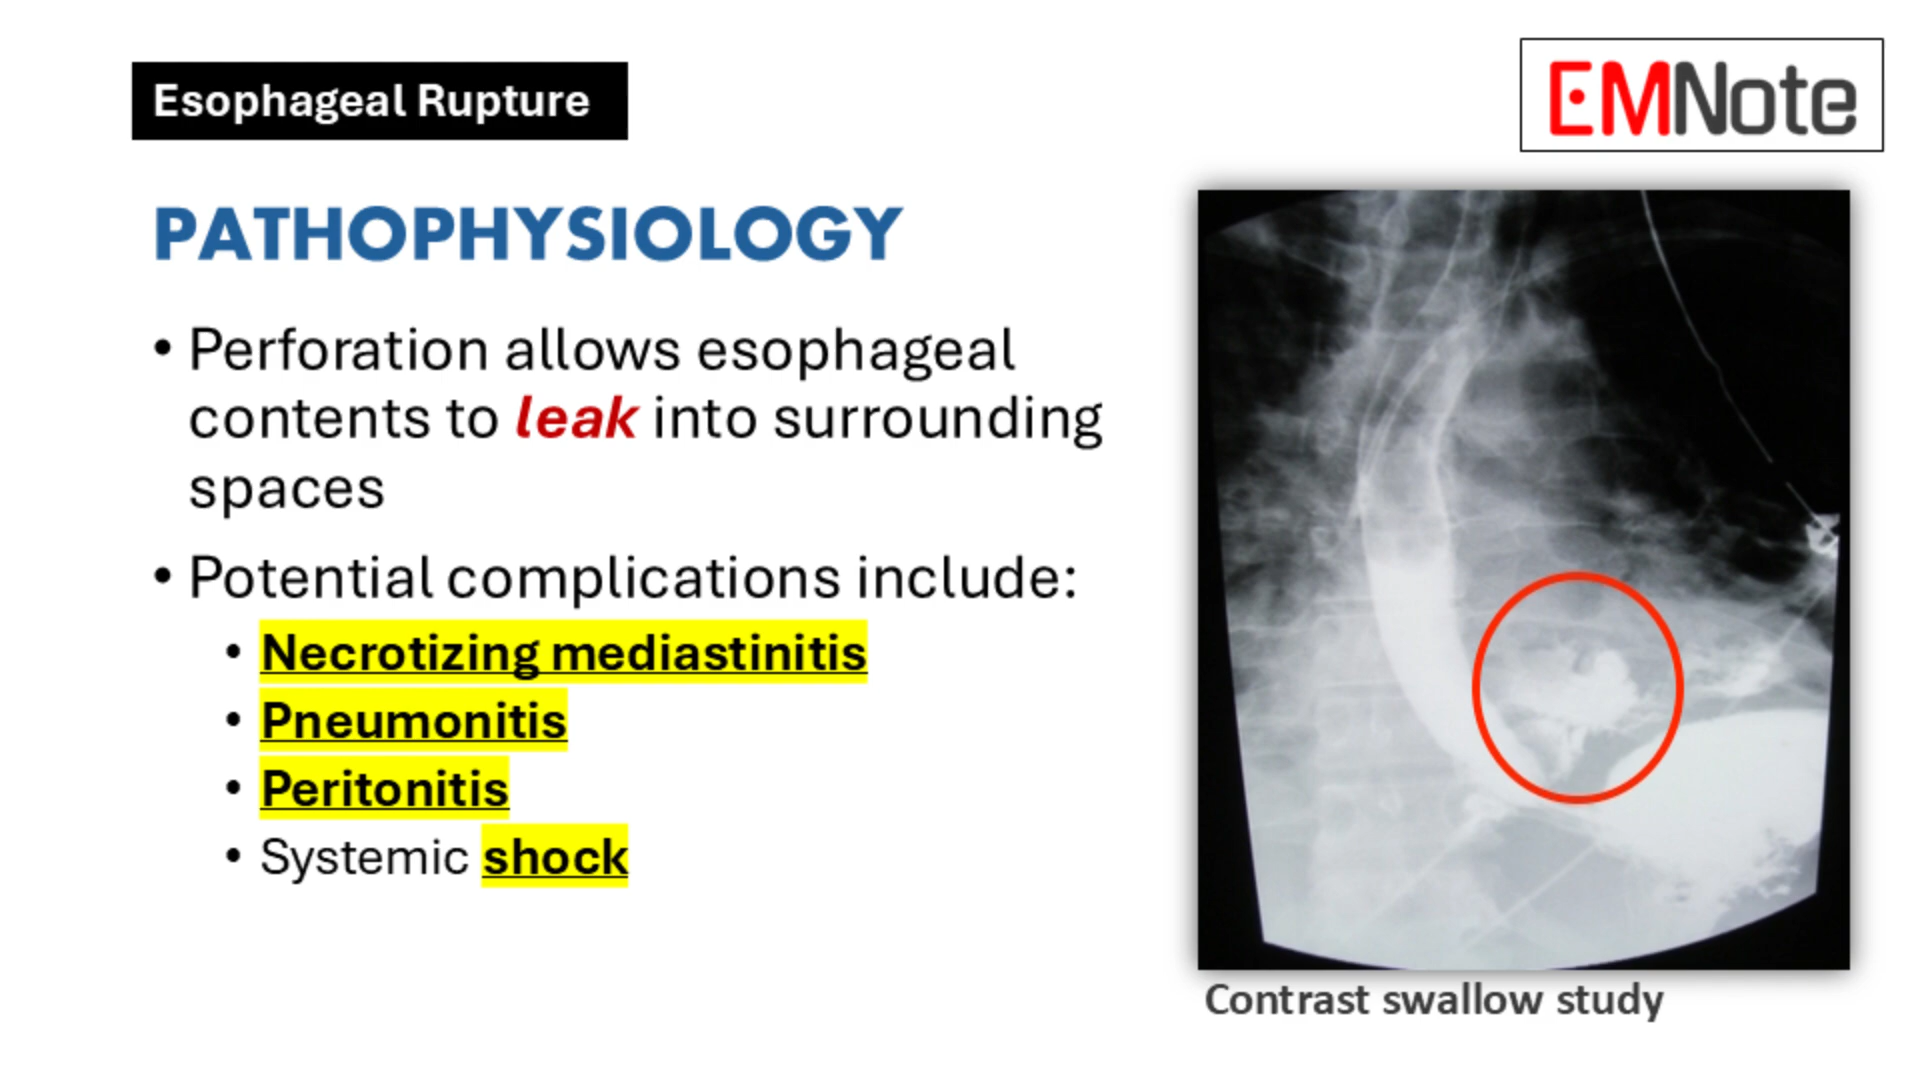 Esophageal Rupture
EMNote
PATHOPHYSIOLOGY
• Perforation allows esophageal
contents to leak into surrounding
spaces
• Potential complications include:
• Necrotizing mediastinitis
• Pneumonitis
• Peritonitis
• Systemic shock
Contrast swallow study